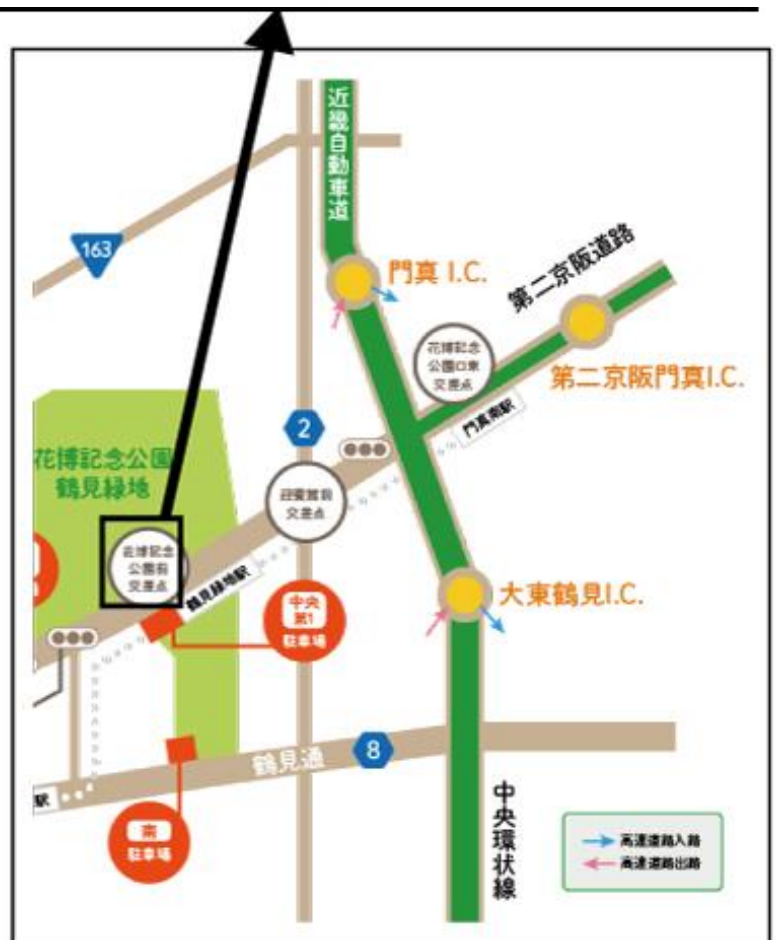 近畿自動車道
163
門真 I.C.
第二京阪道路
花博記念
公園口東
交差点
第二京阪門真I.C.
門真南駅
2
花博記念公園
鶴見緑地
交差点
花博記念
公園前
交差点
鶴見緑地駅
中央
第1
駐車場
大東鶴見I.C.
鶴見通
8
駅
南
駐車場
中央環状線
高速道路入路
高速道路出路